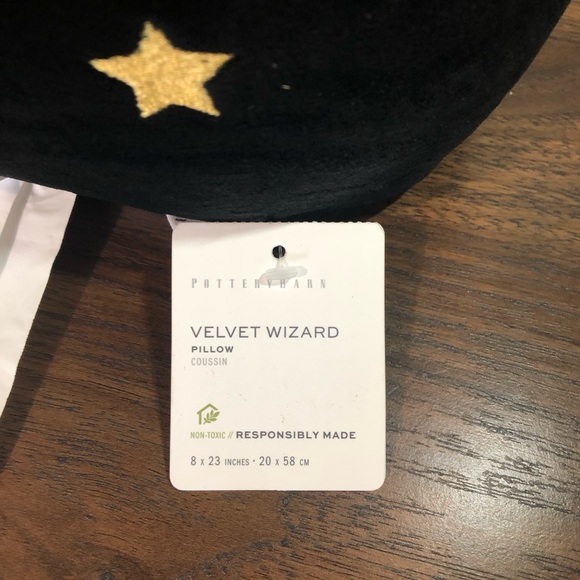 POTTERYBARN
VELVET WIZARD
PILLOW
COUSSIN
NON-TOXIC // RESPONSIBLY MADE
8 x 23 INCHES · 20 x 58 CM